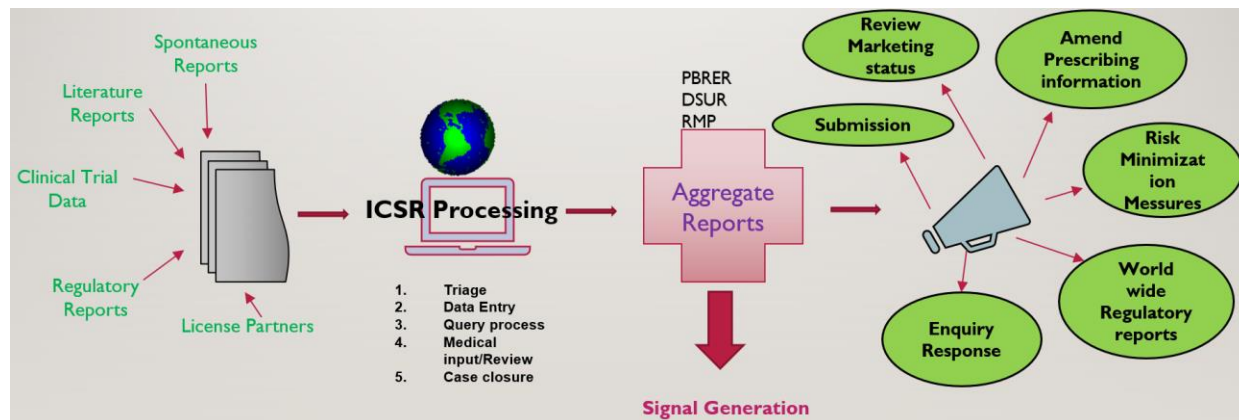 Spontaneous
Reports
Literature
Reports
Clinical Trial
Data
Regulatory
Reports
License Partners
ICSR Processing
1. Triage
2. Data Entry
3. Query process
4. Medical
input/Review
5. Case closure
PBRER
DSUR
RMP
Aggregate
Reports
Signal Generation
Review
Marketing
status
Amend
Prescribing
information
Submission
Risk
Minimizat
ion
Messures
World
wide
Regulatory
reports
Enquiry
Response